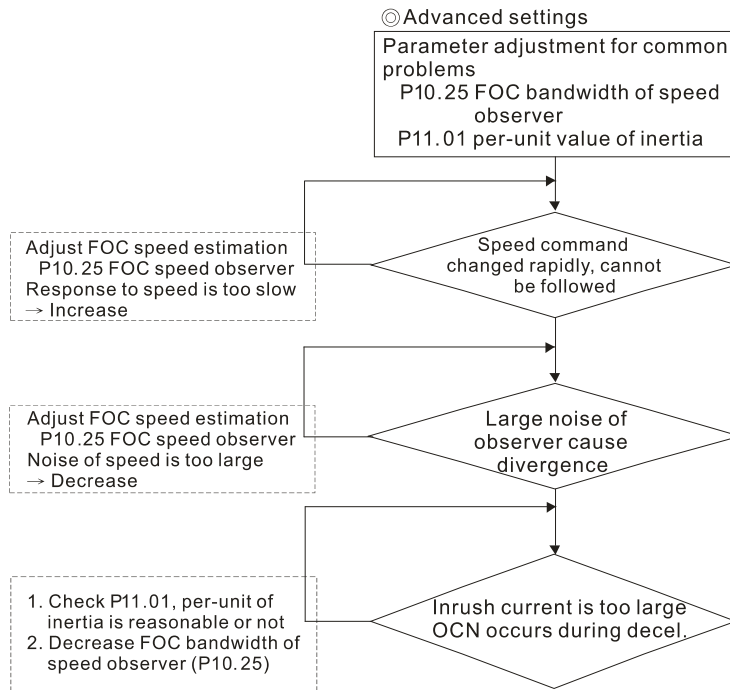 ◎Advanced settings
Parameter adjustment for common
problems
P10.25 FOC bandwidth of speed
observer
P11.01 per-unit value of inertia
Adjust FOC speed estimation
P10.25 FOC speed observer
Response to speed is too slow
→ Increase
Speed command
changed rapidly, cannot
be followed
Adjust FOC speed estimation
P10.25 FOC speed observer
Noise of speed is too large
→ Decrease
Large noise of
observer cause
divergence
1. Check P11.01, per-unit of
inertia is reasonable or not
2. Decrease FOC bandwidth of
speed observer (P10.25)
Inrush current is too large
OCN occurs during decel.